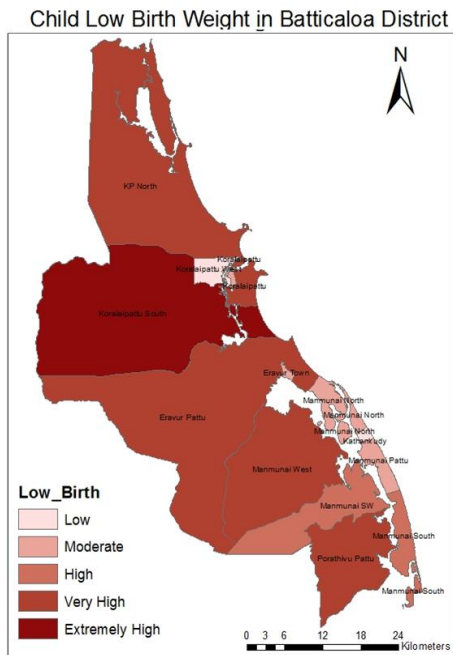 Child Low Birth Weight in Batticaloa District
N
KP North
Koralaipattu
Koralaipattu West
Koralaipattu
Koralaipattu South
Eravur Town
Eravur Pattu
Manmunai North
Manmunai North
Manmunai North
Kathankudy
Manmunai Pattu
Manmunai West
Manmunai SW
Manmunai South
Porathivu Pattu
Manmunai South
Low_Birth
Low
Moderate
High
Very High
Extremely High
0 3 6 12 18 24
Kilometers